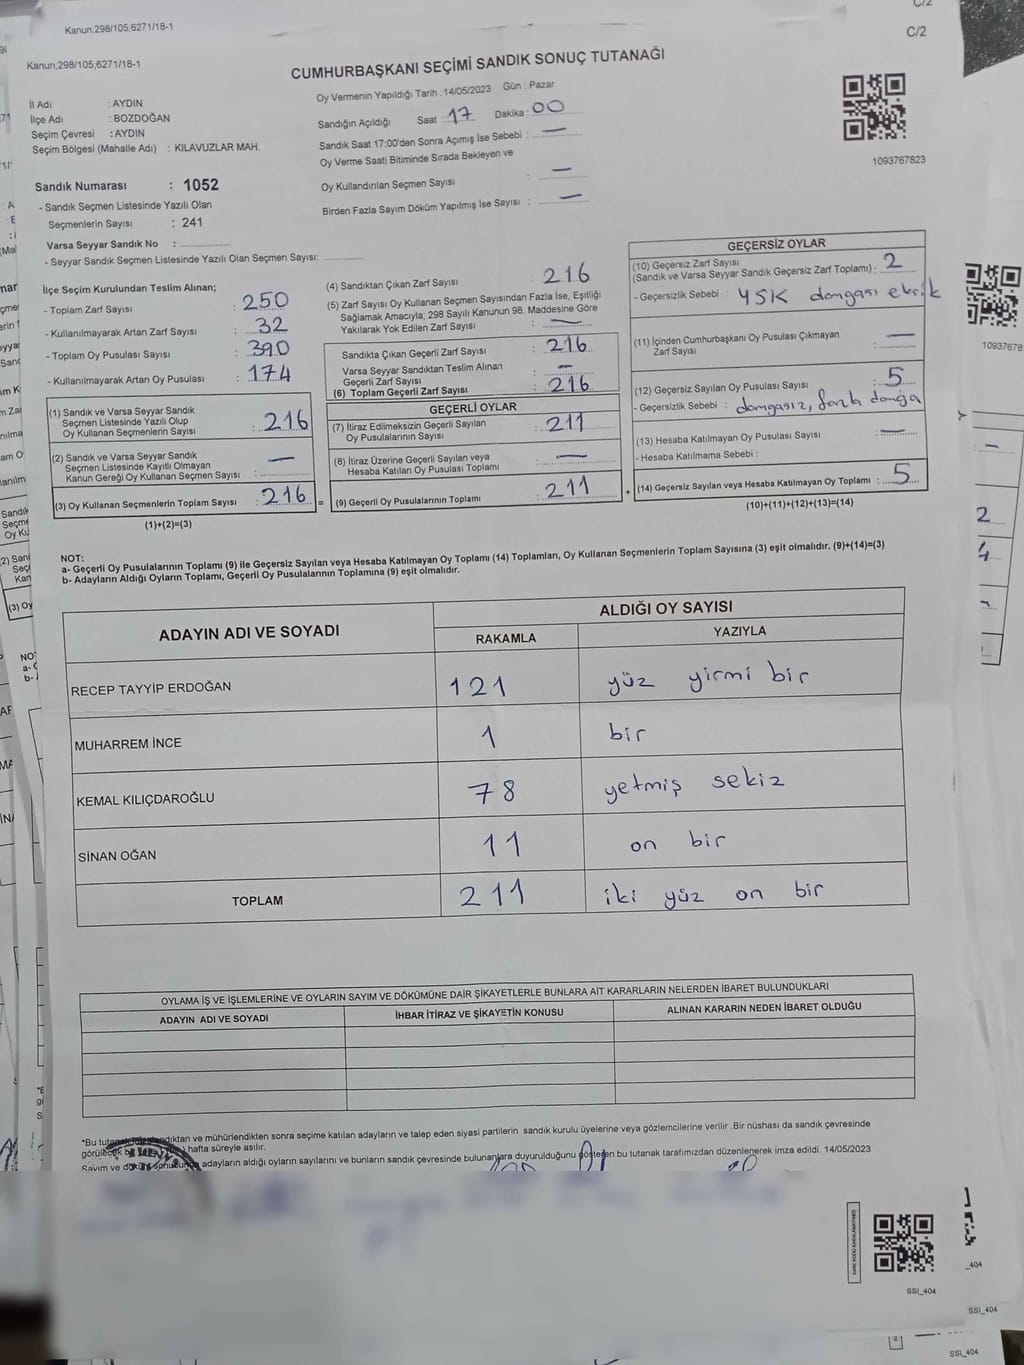 Kanun,298/105;6271/18-1
C/2
Kanun,298/105;6271/18-1
C/2
CUMHURBAŞKANI SEÇİMİ SANDIK SONUÇ TUTANAĞI
İl Adı : AYDIN
İlçe Adı : BOZDOĞAN
Seçim Çevresi : AYDIN
Seçim Bölgesi (Mahalle Adı) : KILAVUZLAR MAH.
Oy Vermenin Yapıldığı Tarih :14/05/2023 Gün : Pazar
Sandığın Açıldığı Saat : 17 Dakika : 00
Sandık Saat 17:00'den Sonra Açımış İse Sebebi : —
Oy Verme Saati Bitiminde Sırada Bekleyen ve
Oy Kullandırılan Seçmen Sayısı : —
Birden Fazla Sayım Döküm Yapılmış İse Sayısı : —
1093767823
Sandık Numarası : 1052
- Sandık Seçmen Listesinde Yazılı Olan
Seçmenlerin Sayısı : 241
Varsa Seyyar Sandık No : ..................
- Seyyar Sandık Seçmen Listesinde Yazılı Olan Seçmen Sayısı: ..............
İlçe Seçim Kurulundan Teslim Alınan;
- Toplam Zarf Sayısı : 250
- Kullanılmayarak Artan Zarf Sayısı : 32
- Toplam Oy Pusulası Sayısı : 390
- Kullanılmayarak Artan Oy Pusulası : 174
(1) Sandık ve Varsa Seyyar Sandık
Seçmen Listesinde Yazılı Olup
Oy Kullanan Seçmenlerin Sayısı : 216
(2) Sandık ve Varsa Seyyar Sandık
Seçmen Listesinde Kayıtlı Olmayan
Kanun Gereği Oy Kullanan Seçmen Sayısı : —
(3) Oy Kullanan Seçmenlerin Toplam Sayısı : 216 =
(1)+(2)=(3)
(4) Sandıktan Çıkan Zarf Sayısı : 216
(5) Zarf Sayısı Oy Kullanan Seçmen Sayısından Fazla İse, Eşitliği
Sağlamak Amacıyla; 298 Sayılı Kanunun 98. Maddesine Göre
Yakılarak Yok Edilen Zarf Sayısı : —
Sandıkta Çıkan Geçerli Zarf Sayısı : 216
Varsa Seyyar Sandıktan Teslim Alınan
Geçerli Zarf Sayısı : —
(6) Toplam Geçerli Zarf Sayısı : 216
GEÇERLİ OYLAR
(7) İtiraz Edilmeksizin Geçerli Sayılan
Oy Pusulalarının Sayısı : 211
(8) İtiraz Üzerine Geçerli Sayılan veya
Hesaba Katılan Oy Pusulası Toplamı : —
(9) Geçerli Oy Pusulalarının Toplamı : 211 +
GEÇERSİZ OYLAR
(10) Geçersiz Zarf Sayısı
(Sandık ve Varsa Seyyar Sandık Geçersiz Zarf Toplamı) : 2
- Geçersizlik Sebebi : YSK damgası eksik
(11) İçinden Cumhurbaşkanı Oy Pusulası Çıkmayan
Zarf Sayısı : —
(12) Geçersiz Sayılan Oy Pusulası Sayısı : 5
- Geçersizlik Sebebi : damgasız, fazla damga
(13) Hesaba Katılmayan Oy Pusulası Sayısı : —
- Hesaba Katılmama Sebebi :
(14) Geçersiz Sayılan veya Hesaba Katılmayan Oy Toplamı : 5
(10)+(11)+(12)+(13)=(14)
NOT:
a- Geçerli Oy Pusulalarının Toplamı (9) ile Geçersiz Sayılan veya Hesaba Katılmayan Oy Toplamı (14) Toplamları, Oy Kullanan Seçmenlerin Toplam Sayısına (3) eşit olmalıdır. (9)+(14)=(3)
b- Adayların Aldığı Oyların Toplamı, Geçerli Oy Pusulalarının Toplamına (9) eşit olmalıdır.
ADAYIN ADI VE SOYADI
ALDIĞI OY SAYISI
RAKAMLA YAZIYLA
RECEP TAYYİP ERDOĞAN 121 yüz yirmi bir
MUHARREM İNCE 1 bir
KEMAL KILIÇDAROĞLU 78 yetmiş sekiz
SİNAN OĞAN 11 on bir
TOPLAM 211 iki yüz on bir
OYLAMA İŞ VE İŞLEMLERİNE VE OYLARIN SAYIM VE DÖKÜMÜNE DAİR ŞİKAYETLERLE BUNLARA AİT KARARLARIN NELERDEN İBARET BULUNDUKLARI
ADAYIN ADI VE SOYADI İHBAR İTİRAZ VE ŞİKAYETİN KONUSU ALINAN KARARIN NEDEN İBARET OLDUĞU
*Bu ndıktan ve mühürlendikten sonra seçime katılan adayların ve talep eden siyasi partilerin sandık kurulu üyelerine veya gözlemcilerine verilir .Bir nüshası da sandık çevresinde
görülecek hafta süreyle asılır.
Sayım ve döküm sonucunda adayların aldığı oyların sayılarını ve bunların sandık çevresinde bulunanlara duyurulduğunu gösteren bu tutanak tarafımızdan düzenlenerek imza edildi. 14/05/2023
SSI_404
_404
SSI_404
SSI_404